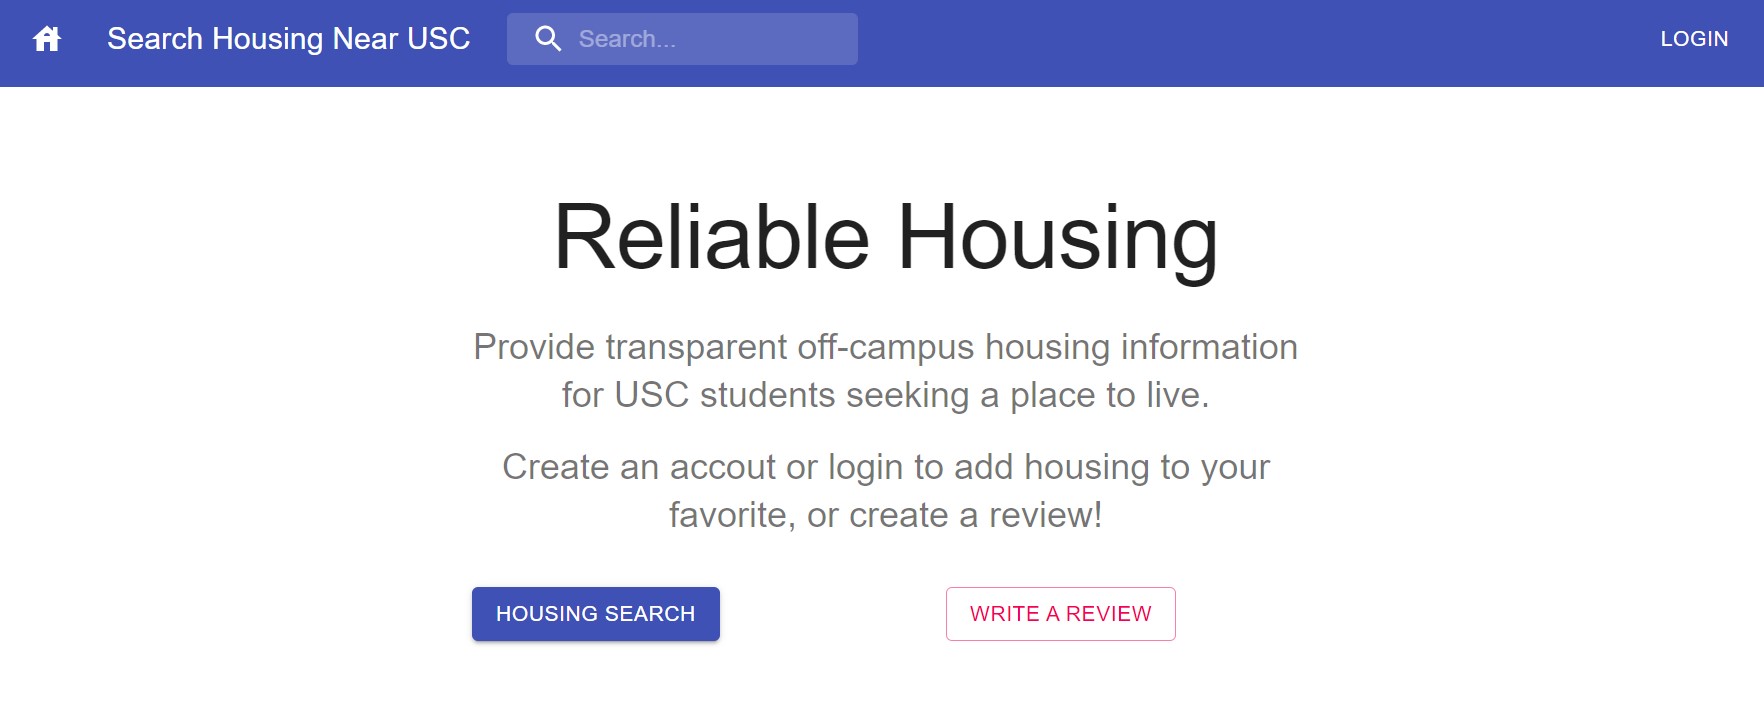 Search Housing Near USC
Search...
LOGIN
Reliable Housing
Provide transparent off-campus housing information
for USC students seeking a place to live.
Create an accout or login to add housing to your
favorite, or create a review!
HOUSING SEARCH
WRITE A REVIEW